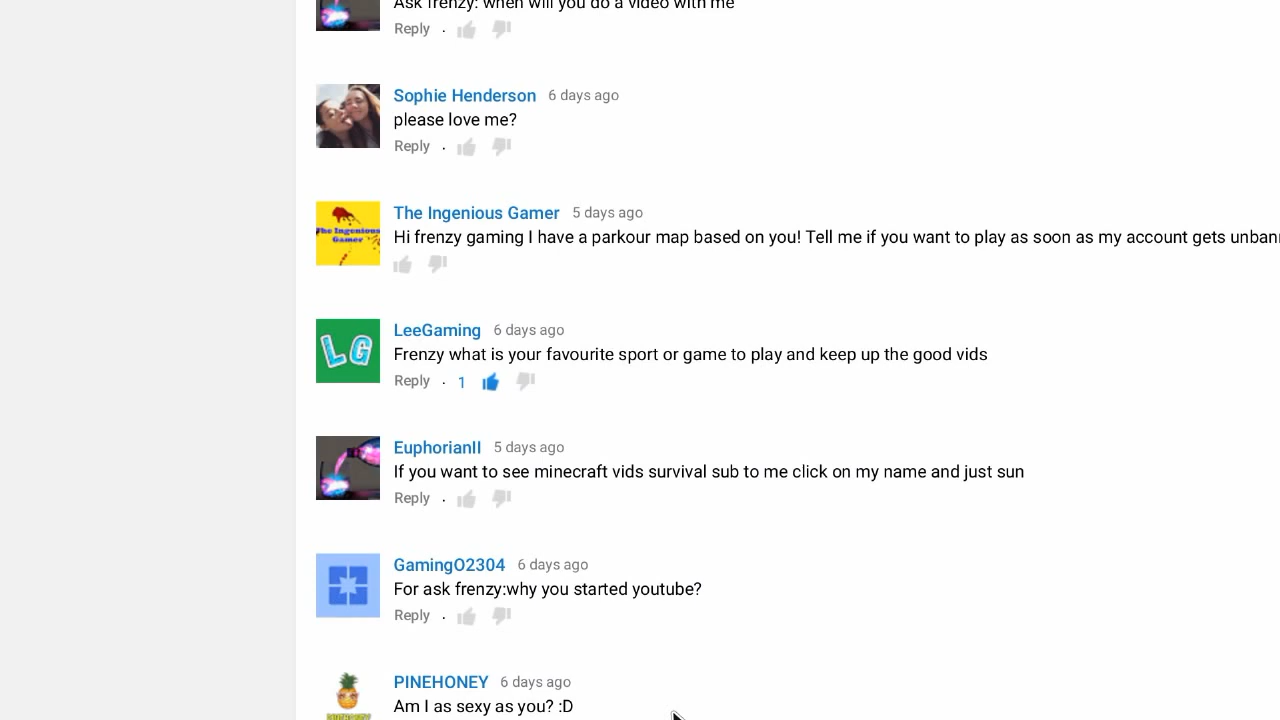 Ask frenzy: when will you do a video with me
Reply .
Sophie Henderson 6 days ago
please love me?
Reply .
The Ingenious Gamer
The Ingenious Gamer 5 days ago
Hi frenzy gaming I have a parkour map based on you! Tell me if you want to play as soon as my account gets unban
LG
LeeGaming 6 days ago
Frenzy what is your favourite sport or game to play and keep up the good vids
Reply . 1
EuphorianII 5 days ago
If you want to see minecraft vids survival sub to me click on my name and just sun
Reply .
GamingO2304 6 days ago
For ask frenzy:why you started youtube?
Reply .
PINEHONEY 6 days ago
Am I as sexy as you? :D